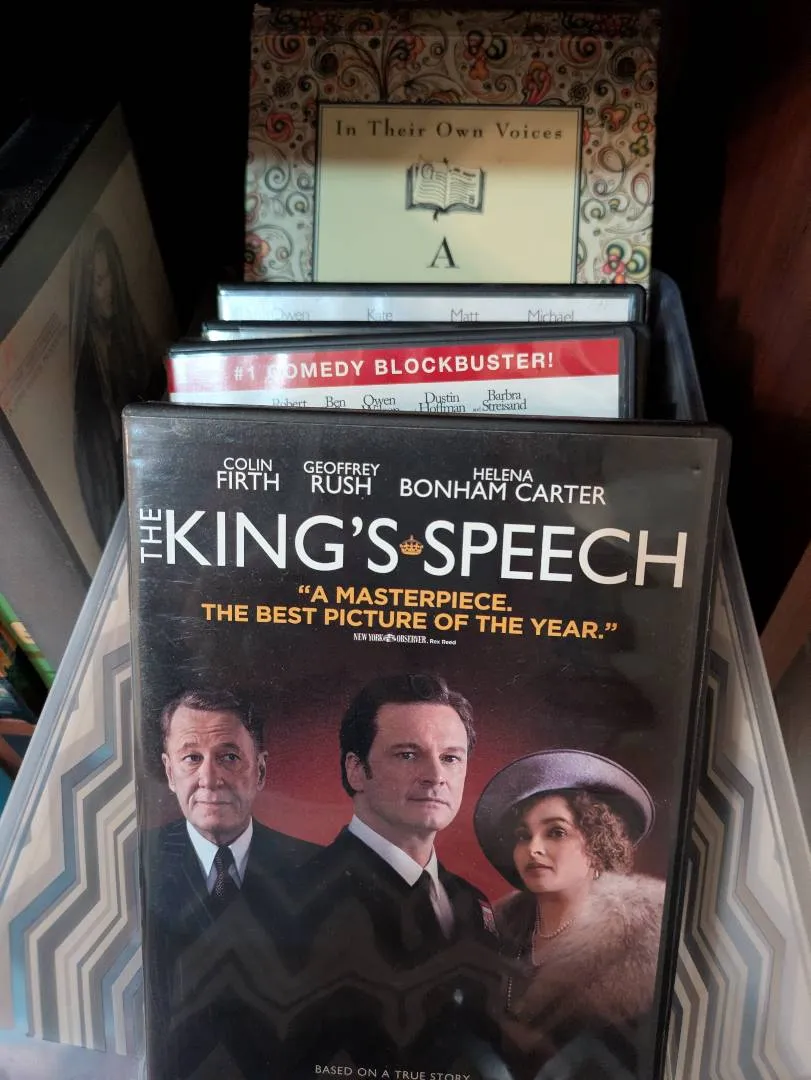 In Their Own Voices
A
Owen Kate Matt Michael
#1 COMEDY BLOCKBUSTER!
Robert Ben Owen Dustin Barbra
Wilson Hoffman and Streisand
COLIN GEOFFREY HELENA
FIRTH RUSH BONHAM CARTER
THE KING'S SPEECH
“A MASTERPIECE.
THE BEST PICTURE OF THE YEAR.”
NEW YORK OBSERVER, Rex Reed
BASED ON A TRUE STORY